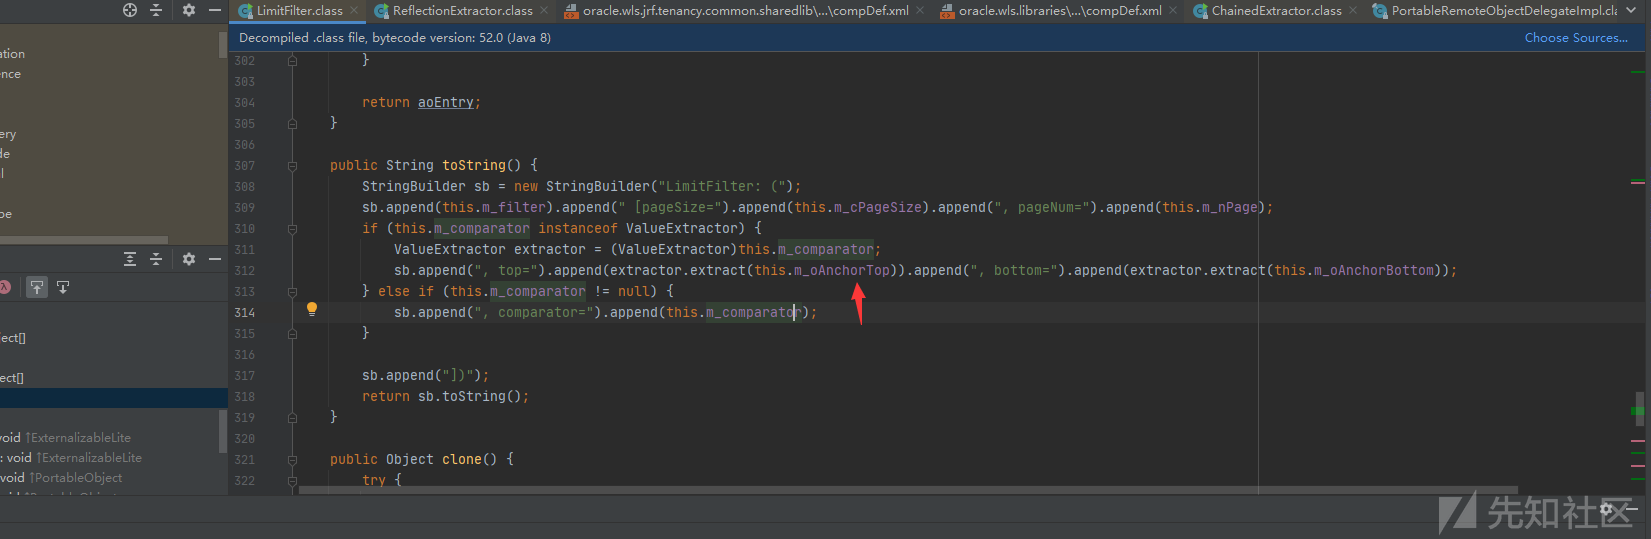 LimitFilter.class
ReflectionExtractor.class
oracle.wls.jrf.tenancy.common.sharedlib\...\compDef.xml
oracle.wls.libraries\...\compDef.xml
ChainedExtractor.class
PortableRemoteObjectDelegateImpl.cla
Decompiled .class file, bytecode version: 52.0 (Java 8)
Choose Sources...
ation
ence
ery
de
l
pe
302 }
303
304 return aoEntry;
305 }
306
307 public String toString() {
308 StringBuilder sb = new StringBuilder("LimitFilter: (");
309 sb.append(this.m_filter).append(" [pageSize=").append(this.m_cPageSize).append(", pageNum=").append(this.m_nPage);
310 if (this.m_comparator instanceof ValueExtractor) {
311 ValueExtractor extractor = (ValueExtractor)this.m_comparator;
312 sb.append(", top=").append(extractor.extract(this.m_oAnchorTop)).append(", bottom=").append(extractor.extract(this.m_oAnchorBottom));
313 } else if (this.m_comparator != null) {
314 sb.append(", comparator=").append(this.m_comparator);
315 }
316
317 sb.append("])");
318 return sb.toString();
319 }
320
321 public Object clone() {
322 try {
ject[]
ect[]
void ↑ExternalizableLite
: void ↑ExternalizableLite
void ↑PortableObject
先知社区